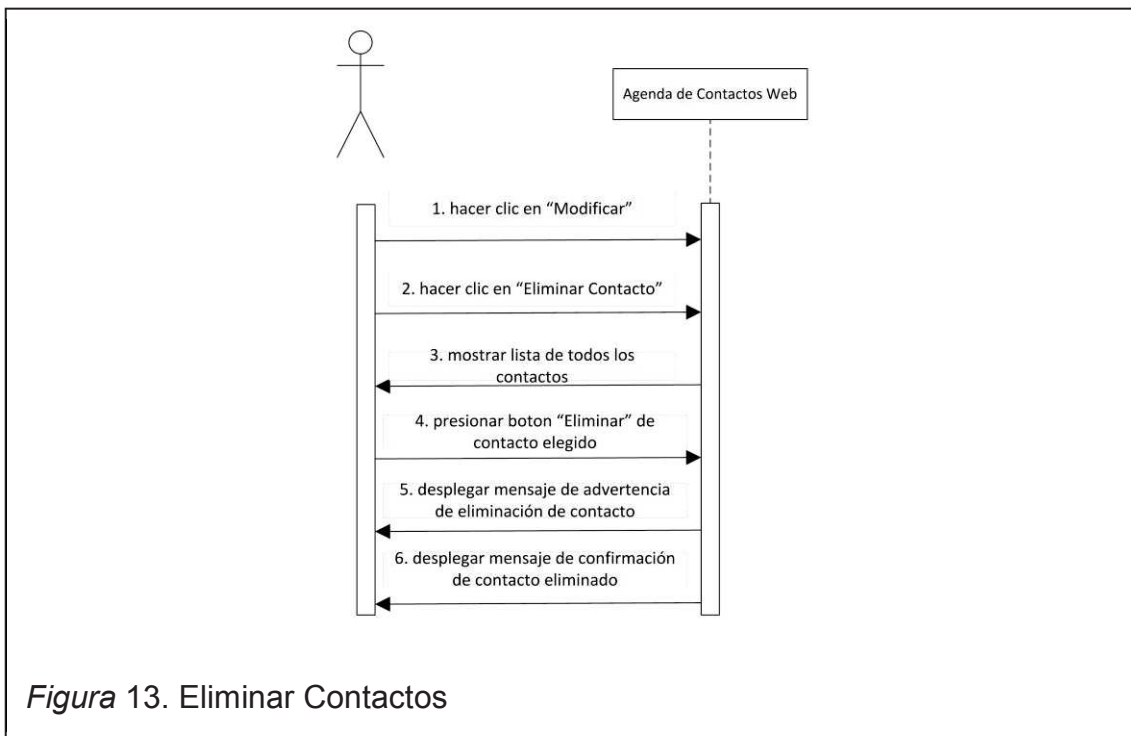 Agenda de Contactos Web
1. hacer clic en “Modificar”
2. hacer clic en “Eliminar Contacto”
3. mostrar lista de todos los
contactos
4. presionar boton “Eliminar” de
contacto elegido
5. desplegar mensaje de advertencia
de eliminación de contacto
6. desplegar mensaje de confirmación
de contacto eliminado
Figura 13. Eliminar Contactos